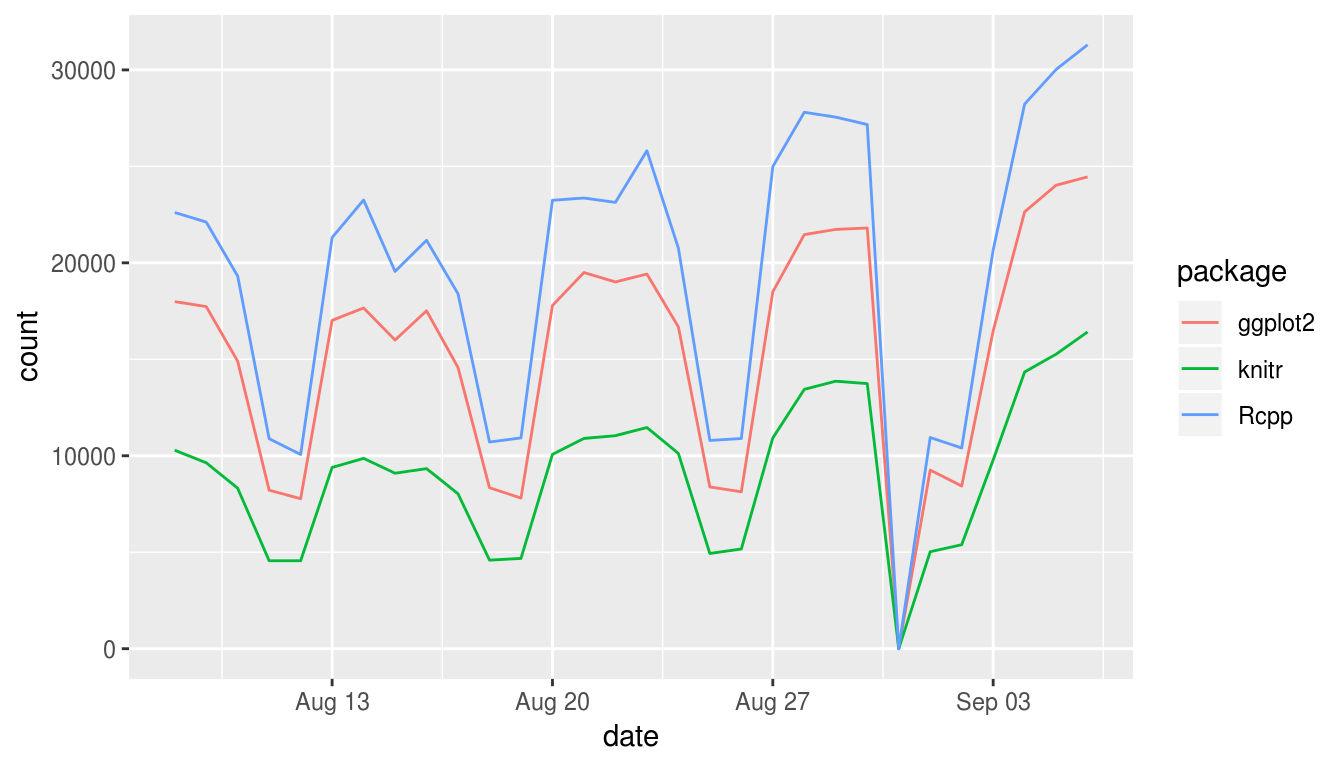 30000
20000
10000
0
count
Aug 13
Aug 20
Aug 27
Sep 03
date
package
ggplot2
knitr
Rcpp